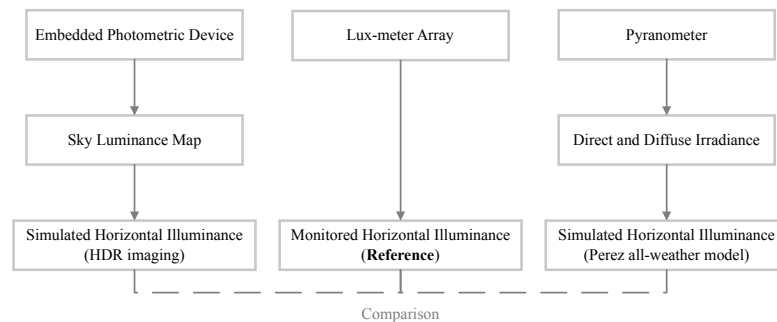 Embedded Photometric Device
Lux-meter Array
Pyranometer
Sky Luminance Map
Direct and Diffuse Irradiance
Simulated Horizontal Illuminance
(HDR imaging)
Monitored Horizontal Illuminance
(Reference)
Simulated Horizontal Illuminance
(Perez all-weather model)
Comparison